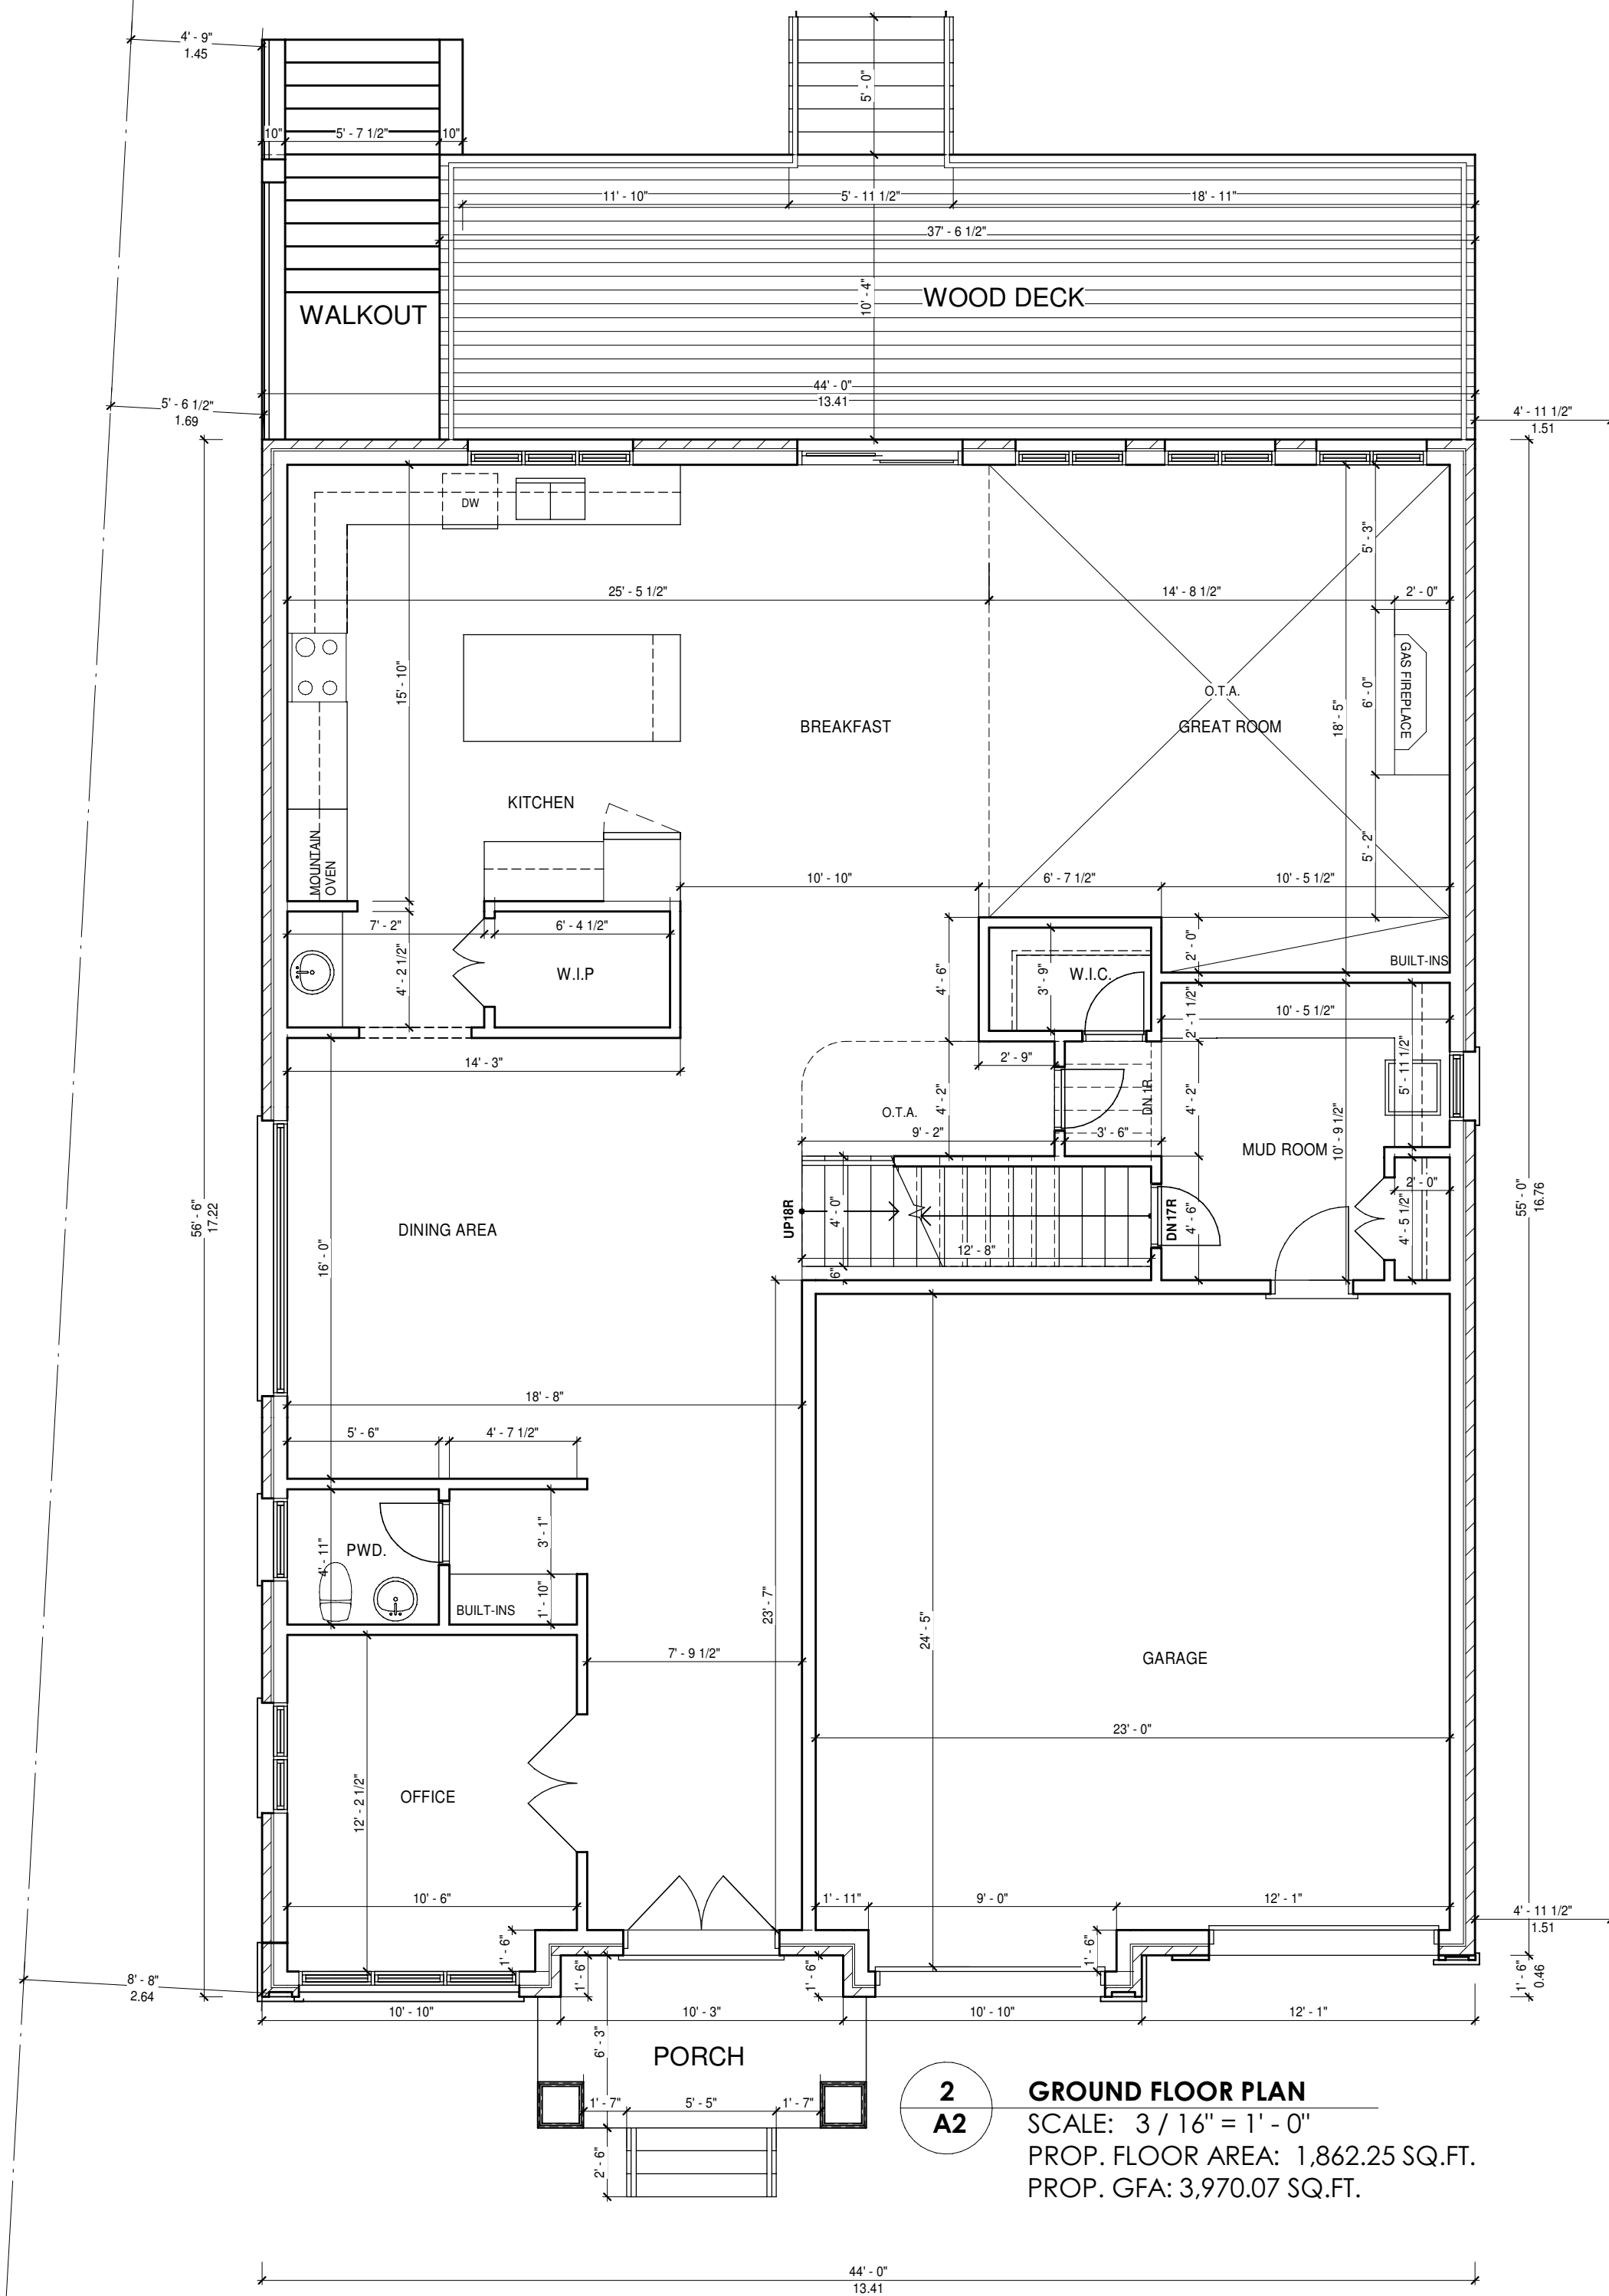 4' - 9"
1.45
5' - 0"
10"
5' - 7 1/2"
10"
11' - 10"
5' - 11 1/2"
18' - 11"
37' - 6 1/2"
10' - 4"
WOOD DECK
WALKOUT
44' - 0"
13.41
5' - 6 1/2"
1.69
4' - 11 1/2"
1.51
DW
5' - 3"
25' - 5 1/2"
14' - 8 1/2"
2' - 0"
15' - 10"
GAS FIREPLACE
O.T.A.
6' - 0"
18' - 5"
BREAKFAST
GREAT ROOM
KITCHEN
MOUNTAIN
OVEN
5' - 2"
10' - 10"
6' - 7 1/2"
10' - 5 1/2"
7' - 2"
6' - 4 1/2"
4' - 2 1/2"
W.I.P
4' - 6"
3' - 9"
W.I.C.
2' - 0"
BUILT-INS
2' - 1 1/2"
10' - 5 1/2"
14' - 3"
2' - 9"
5' - 11 1/2"
O.T.A.
4' - 2"
DN 1R
4' - 2"
9' - 2"
3' - 6"
10' - 9 1/2"
MUD ROOM
2' - 0"
56' - 6"
17.22
55' - 0"
16.76
DINING AREA
UP18R
4' - 0"
DN17R
4' - 6"
4' - 5 1/2"
12' - 8"
6"
16' - 0"
18' - 8"
5' - 6"
4' - 7 1/2"
4' - 11"
PWD.
3' - 1"
1' - 10"
BUILT-INS
23' - 7"
24' - 5"
7' - 9 1/2"
GARAGE
23' - 0"
12' - 2 1/2"
OFFICE
10' - 6"
1' - 11"
9' - 0"
12' - 1"
4' - 11 1/2"
1.51
1' - 6"
1' - 6"
1' - 6"
1' - 6"
1' - 6"
0.46
8' - 8"
2.64
10' - 10"
10' - 3"
10' - 10"
12' - 1"
6' - 3"
PORCH
1' - 7"
5' - 5"
1' - 7"
2' - 6"
2
A2
GROUND FLOOR PLAN
SCALE: 3 / 16" = 1' - 0"
PROP. FLOOR AREA: 1,862.25 SQ.FT.
PROP. GFA: 3,970.07 SQ.FT.
44' - 0"
13.41